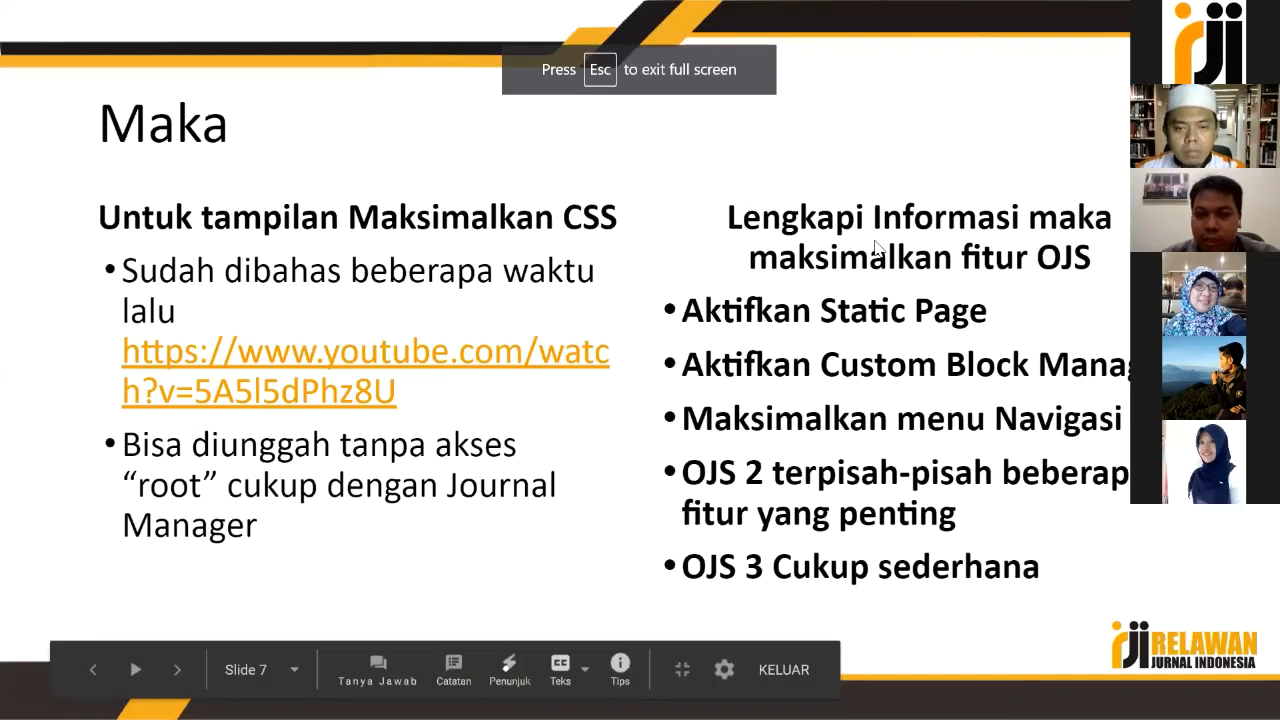 Press Esc to exit full screen
Maka
Untuk tampilan Maksimalkan CSS
•Sudah dibahas beberapa waktu
lalu
https://www.youtube.com/watc
h?v=5A5l5dPhz8U
•Bisa diunggah tanpa akses
“root” cukup dengan Journal
Manager
Lengkapi Informasi maka
maksimalkan fitur OJS
•Aktifkan Static Page
•Aktifkan Custom Block Manag
•Maksimalkan menu Navigasi
•OJS 2 terpisah-pisah beberap
fitur yang penting
•OJS 3 Cukup sederhana
rji
rji RELAWAN
JURNAL INDONESIA
Slide 7
Tanya Jawab
Catatan
Penunjuk
CC
Teks
Tips
KELUAR